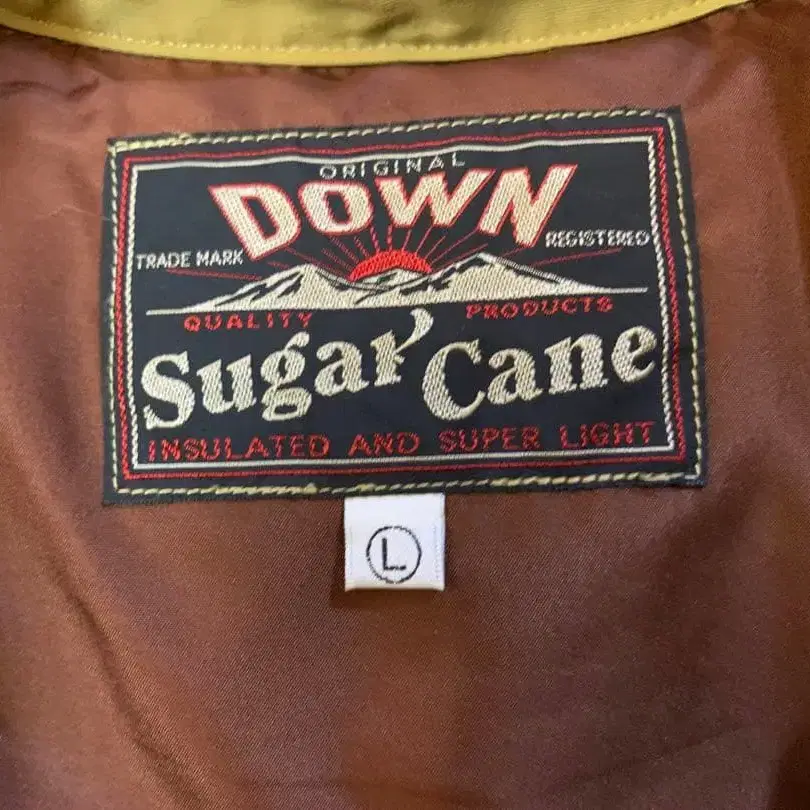 ORIGINAL
DOWN
TRADE MARK REGISTERED
QUALITY PRODUCTS
Sugar Cane
INSULATED AND SUPER LIGHT
L